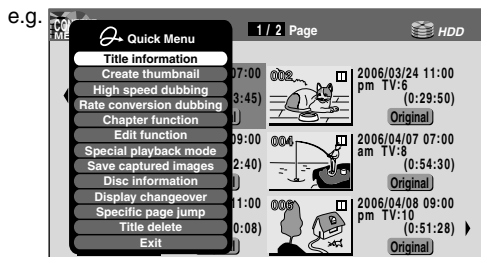 e.g.
Quick Menu
1 / 2 Page
HDD
Title information
Create thumbnail
High speed dubbing
Rate conversion dubbing
Chapter function
Edit function
Special playback mode
Save captured images
Disc information
Display changeover
Specific page jump
Title delete
Exit
07:00
3:45)
002
2006/03/24 11:00
pm TV:6
(0:29:50)
Original
09:00
2:40)
004
2006/04/07 07:00
am TV:8
(0:54:30)
Original
11:00
0:08)
006
2006/04/08 09:00
pm TV:10
(0:51:28)
Original